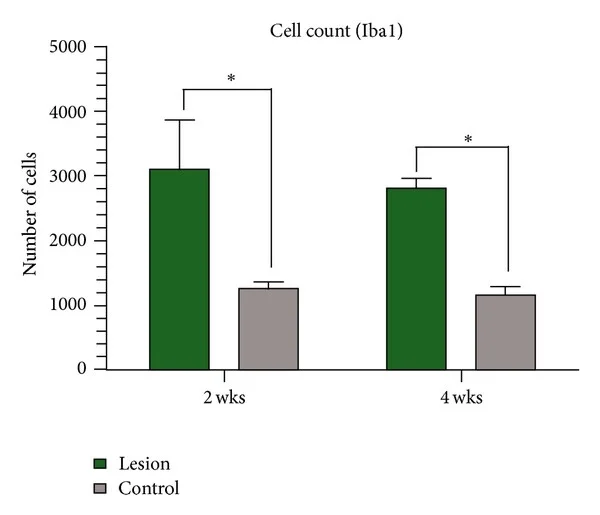 Cell count (Iba1)
Number of cells
5000
4000
3000
2000
1000
0
*
*
2 wks
4 wks
Lesion
Control